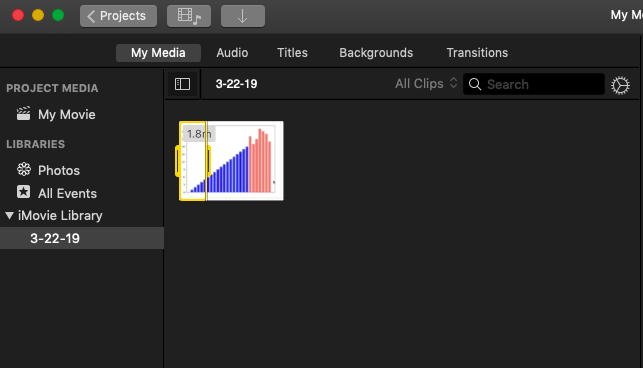 Projects
My Mo
My Media
Audio
Titles
Backgrounds
Transitions
PROJECT MEDIA
My Movie
LIBRARIES
Photos
All Events
iMovie Library
3-22-19
3-22-19
All Clips
Search
1.8m